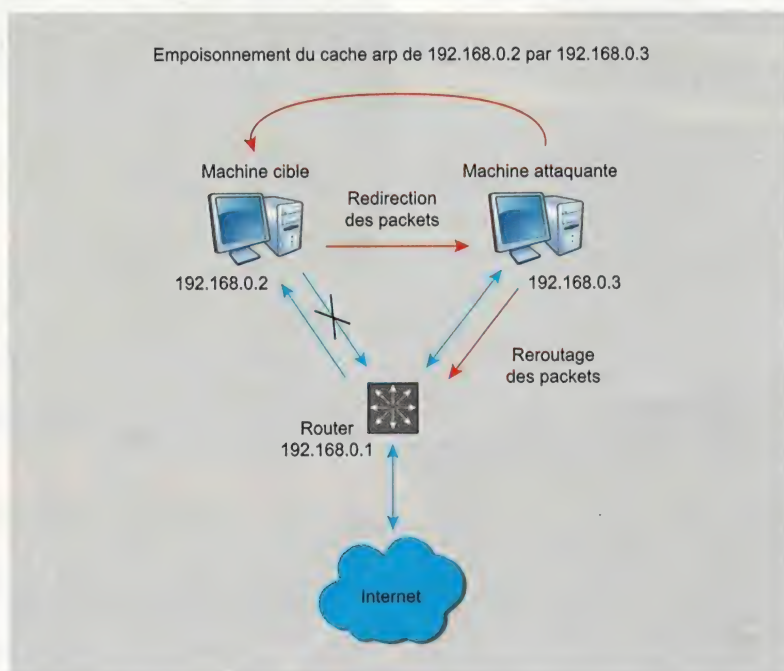 Empoisonnement du cache arp de 192.168.0.2 par 192.168.0.3
Machine cible
Machine attaquante
Redirection
des packets
192.168.0.2
192.168.0.3
Reroutage
des packets
Router
192.168.0.1
Internet